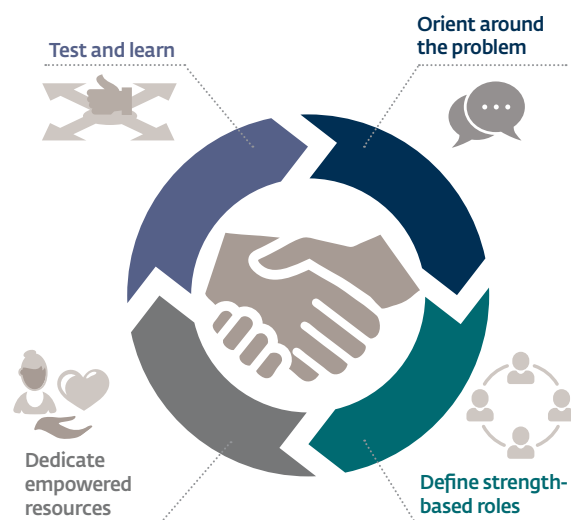 Test and learn
Orient around
the problem
Dedicate
empowered
resources
Define strength-
based roles